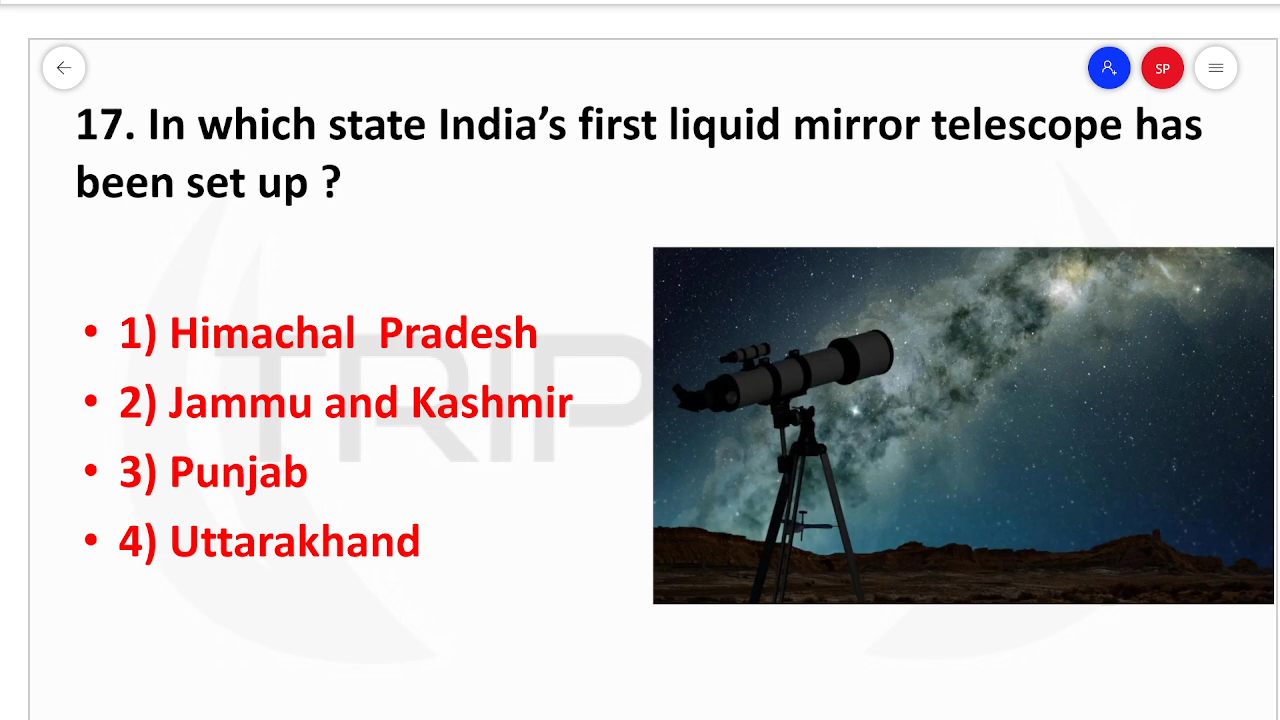 SP
17. In which state India’s first liquid mirror telescope has
been set up ?
• 1) Himachal  Pradesh
• 2) Jammu and Kashmir
• 3) Punjab
• 4) Uttarakhand
TRIP